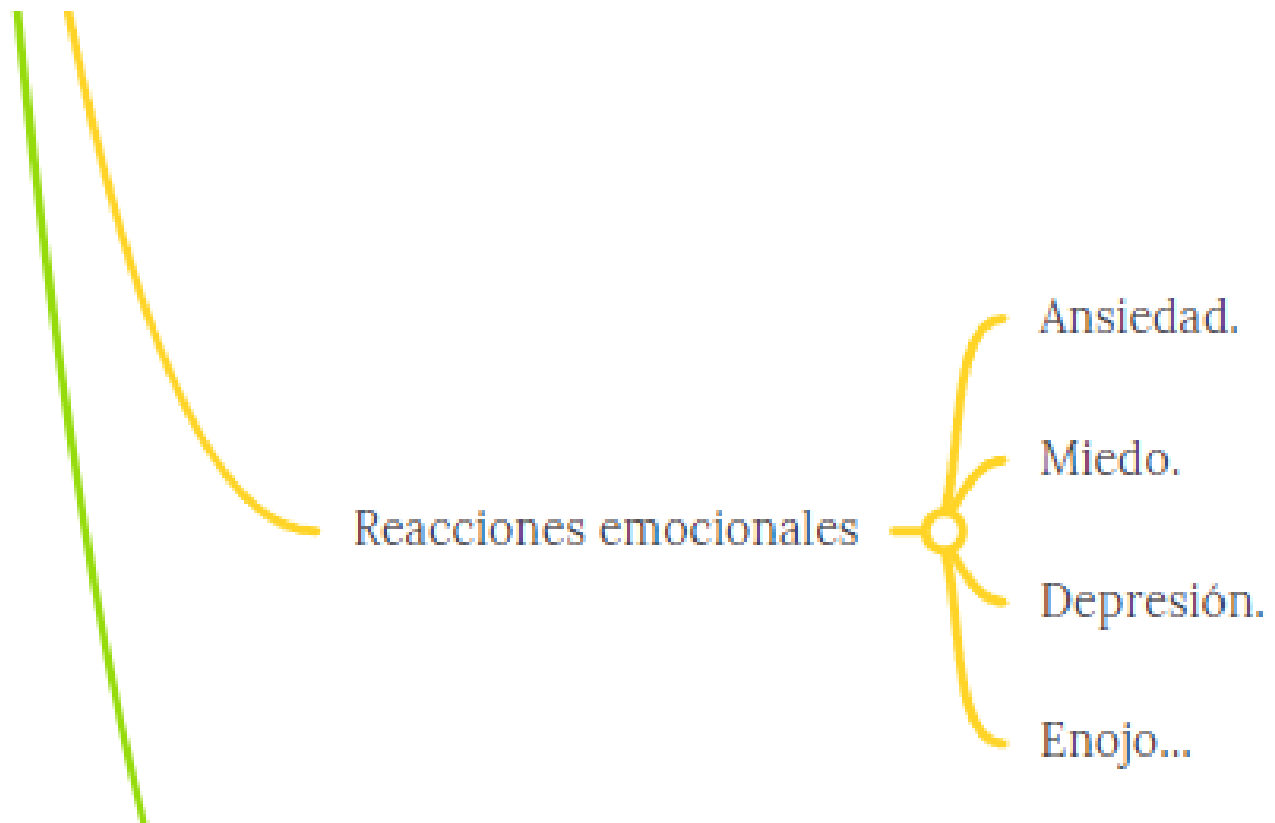 Ansiedad.
Miedo.
Reacciones emocionales
Depresión.
Enojo...